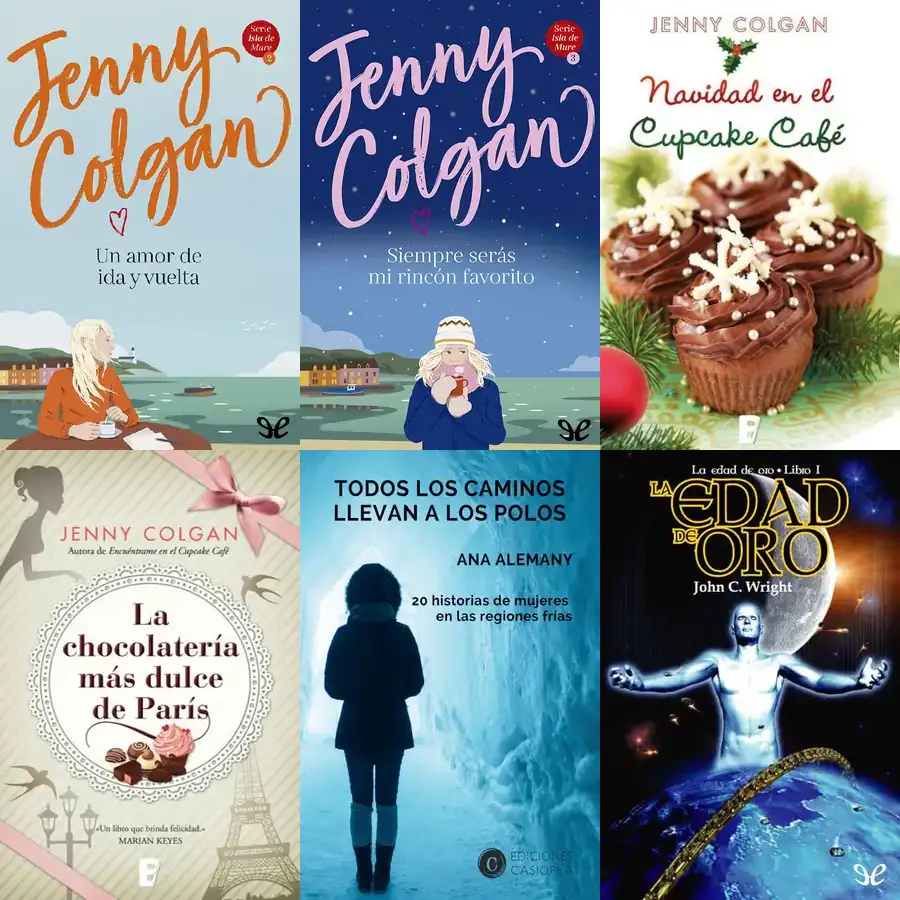 Jenny
Colgan
Serie
Isla de
Mure
2
Un amor de
ida y vuelta
Jenny
Colgan
Serie
Isla de
Mure
3
Siempre serás
mi rincón favorito
JENNY COLGAN
Navidad en el
Cupcake Café
B
JENNY COLGAN
Autora de Encuéntrame en el Cupcake Café
La
chocolatería
más dulce
de París
«Un libro que brinda felicidad.»
MARIAN KEYES
B
TODOS LOS CAMINOS
LLEVAN A LOS POLOS
ANA ALEMANY
20 historias de mujeres
en las regiones frías
C
EDICIONES
CASIOPEA
La edad de oro • Libro I
LA EDAD
DE ORO
John C. Wright